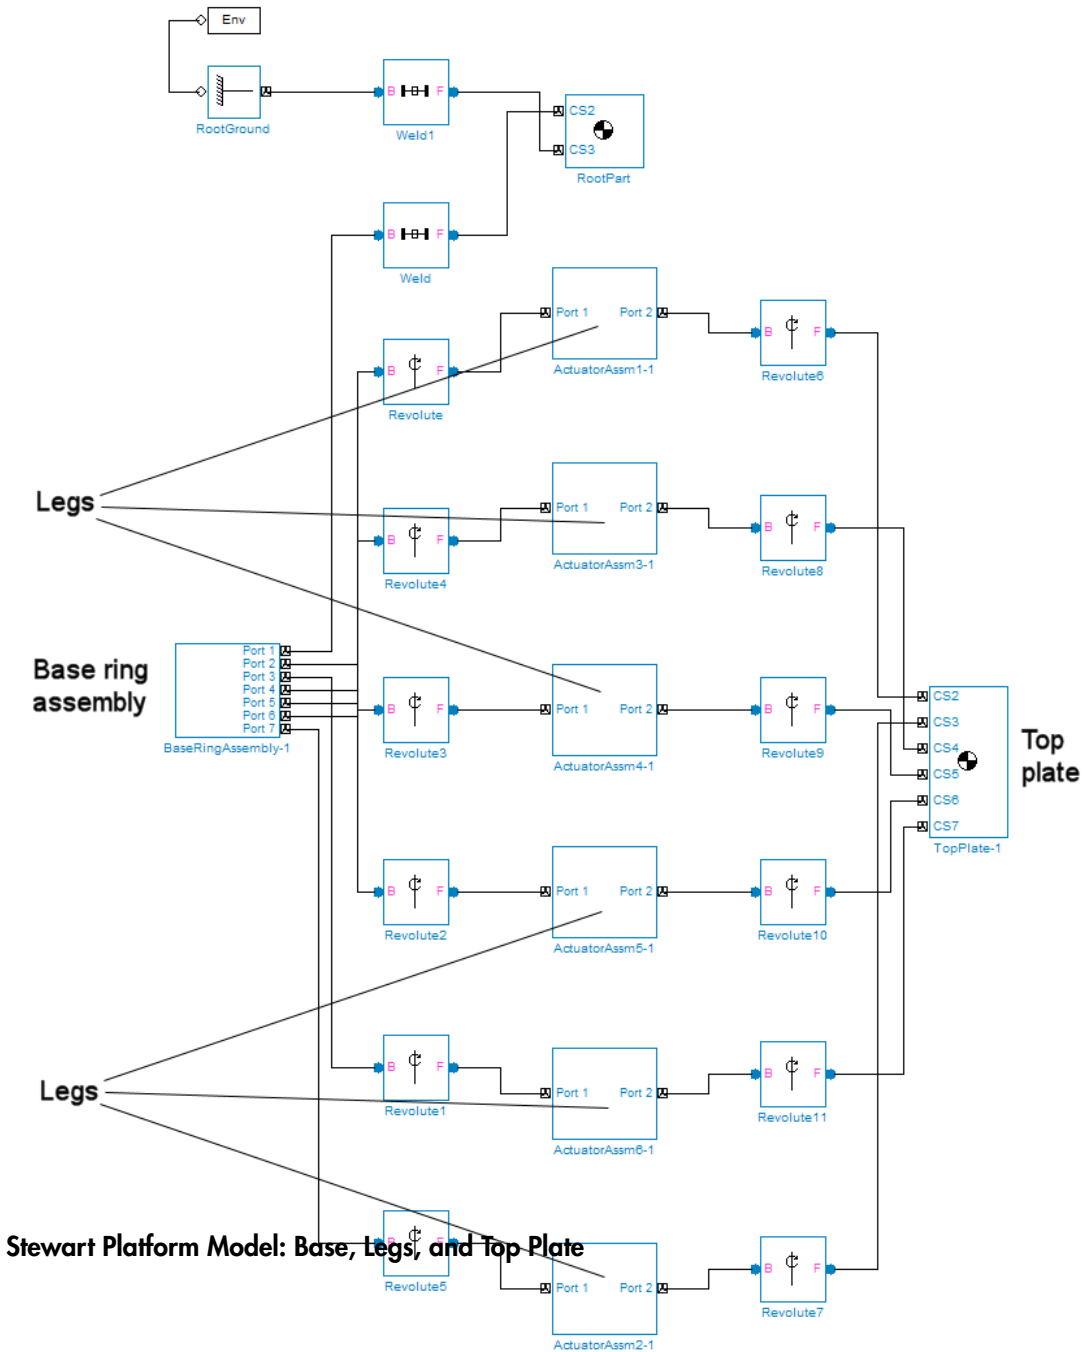 Env
RootGround
B F
Weld1
CS2
CS3
RootPart
B F
Weld
Port 1 Port 2
ActuatorAssm1-1
B F
Revolute6
B F
Revolute
Legs
Port 1 Port 2
ActuatorAssm3-1
B F
Revolute8
B F
Revolute4
Base ring
assembly
Port 1
Port 2
Port 3
Port 4
Port 5
Port 6
Port 7
BaseRingAssembly-1
B F
Revolute3
Port 1 Port 2
ActuatorAssm4-1
B F
Revolute9
CS2
CS3
CS4
CS5
CS6
CS7
TopPlate-1
Top
plate
B F
Revolute2
Port 1 Port 2
ActuatorAssm5-1
B F
Revolute10
Legs
B F
Revolute1
Port 1 Port 2
ActuatorAssm6-1
B F
Revolute11
Stewart Platform Model: Base, Legs, and Top Plate
B F
Revolute5
Port 1 Port 2
ActuatorAssm2-1
B F
Revolute7